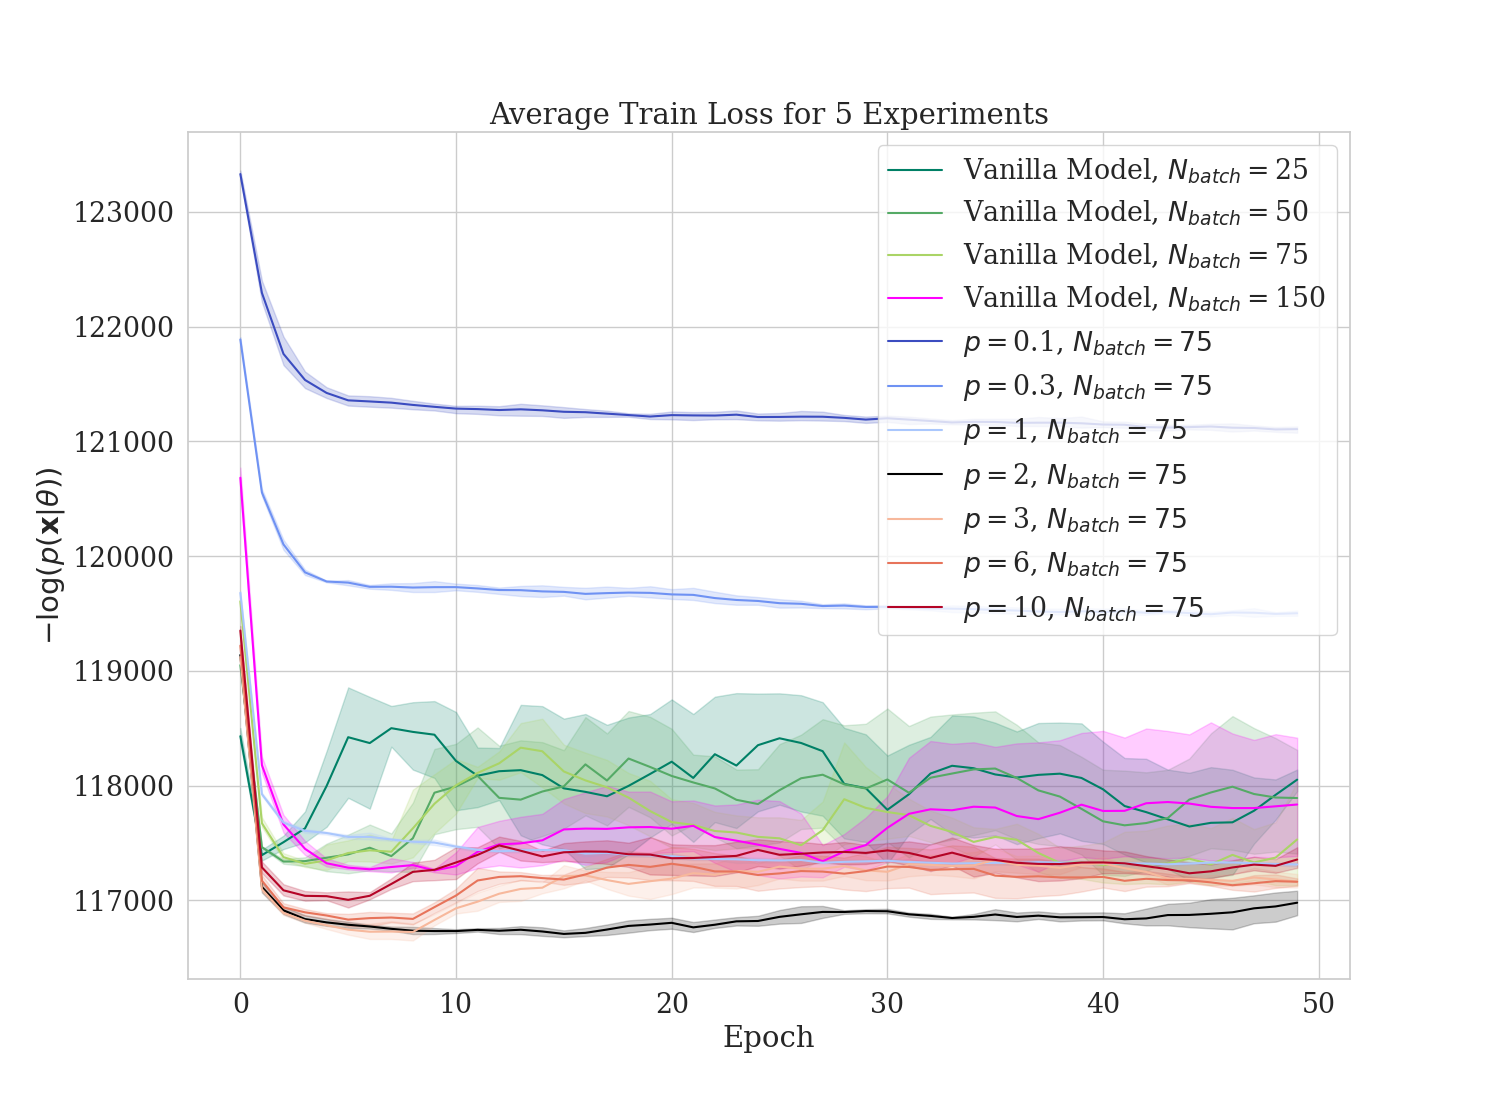 Average Train Loss for 5 Experiments
Vanilla Model, N_batch = 25
Vanilla Model, N_batch = 50
Vanilla Model, N_batch = 75
Vanilla Model, N_batch = 150
p = 0.1, N_batch = 75
p = 0.3, N_batch = 75
p = 1, N_batch = 75
p = 2, N_batch = 75
p = 3, N_batch = 75
p = 6, N_batch = 75
p = 10, N_batch = 75
123000
122000
121000
120000
119000
118000
117000
−log(p(x|θ))
0 10 20 30 40 50
Epoch